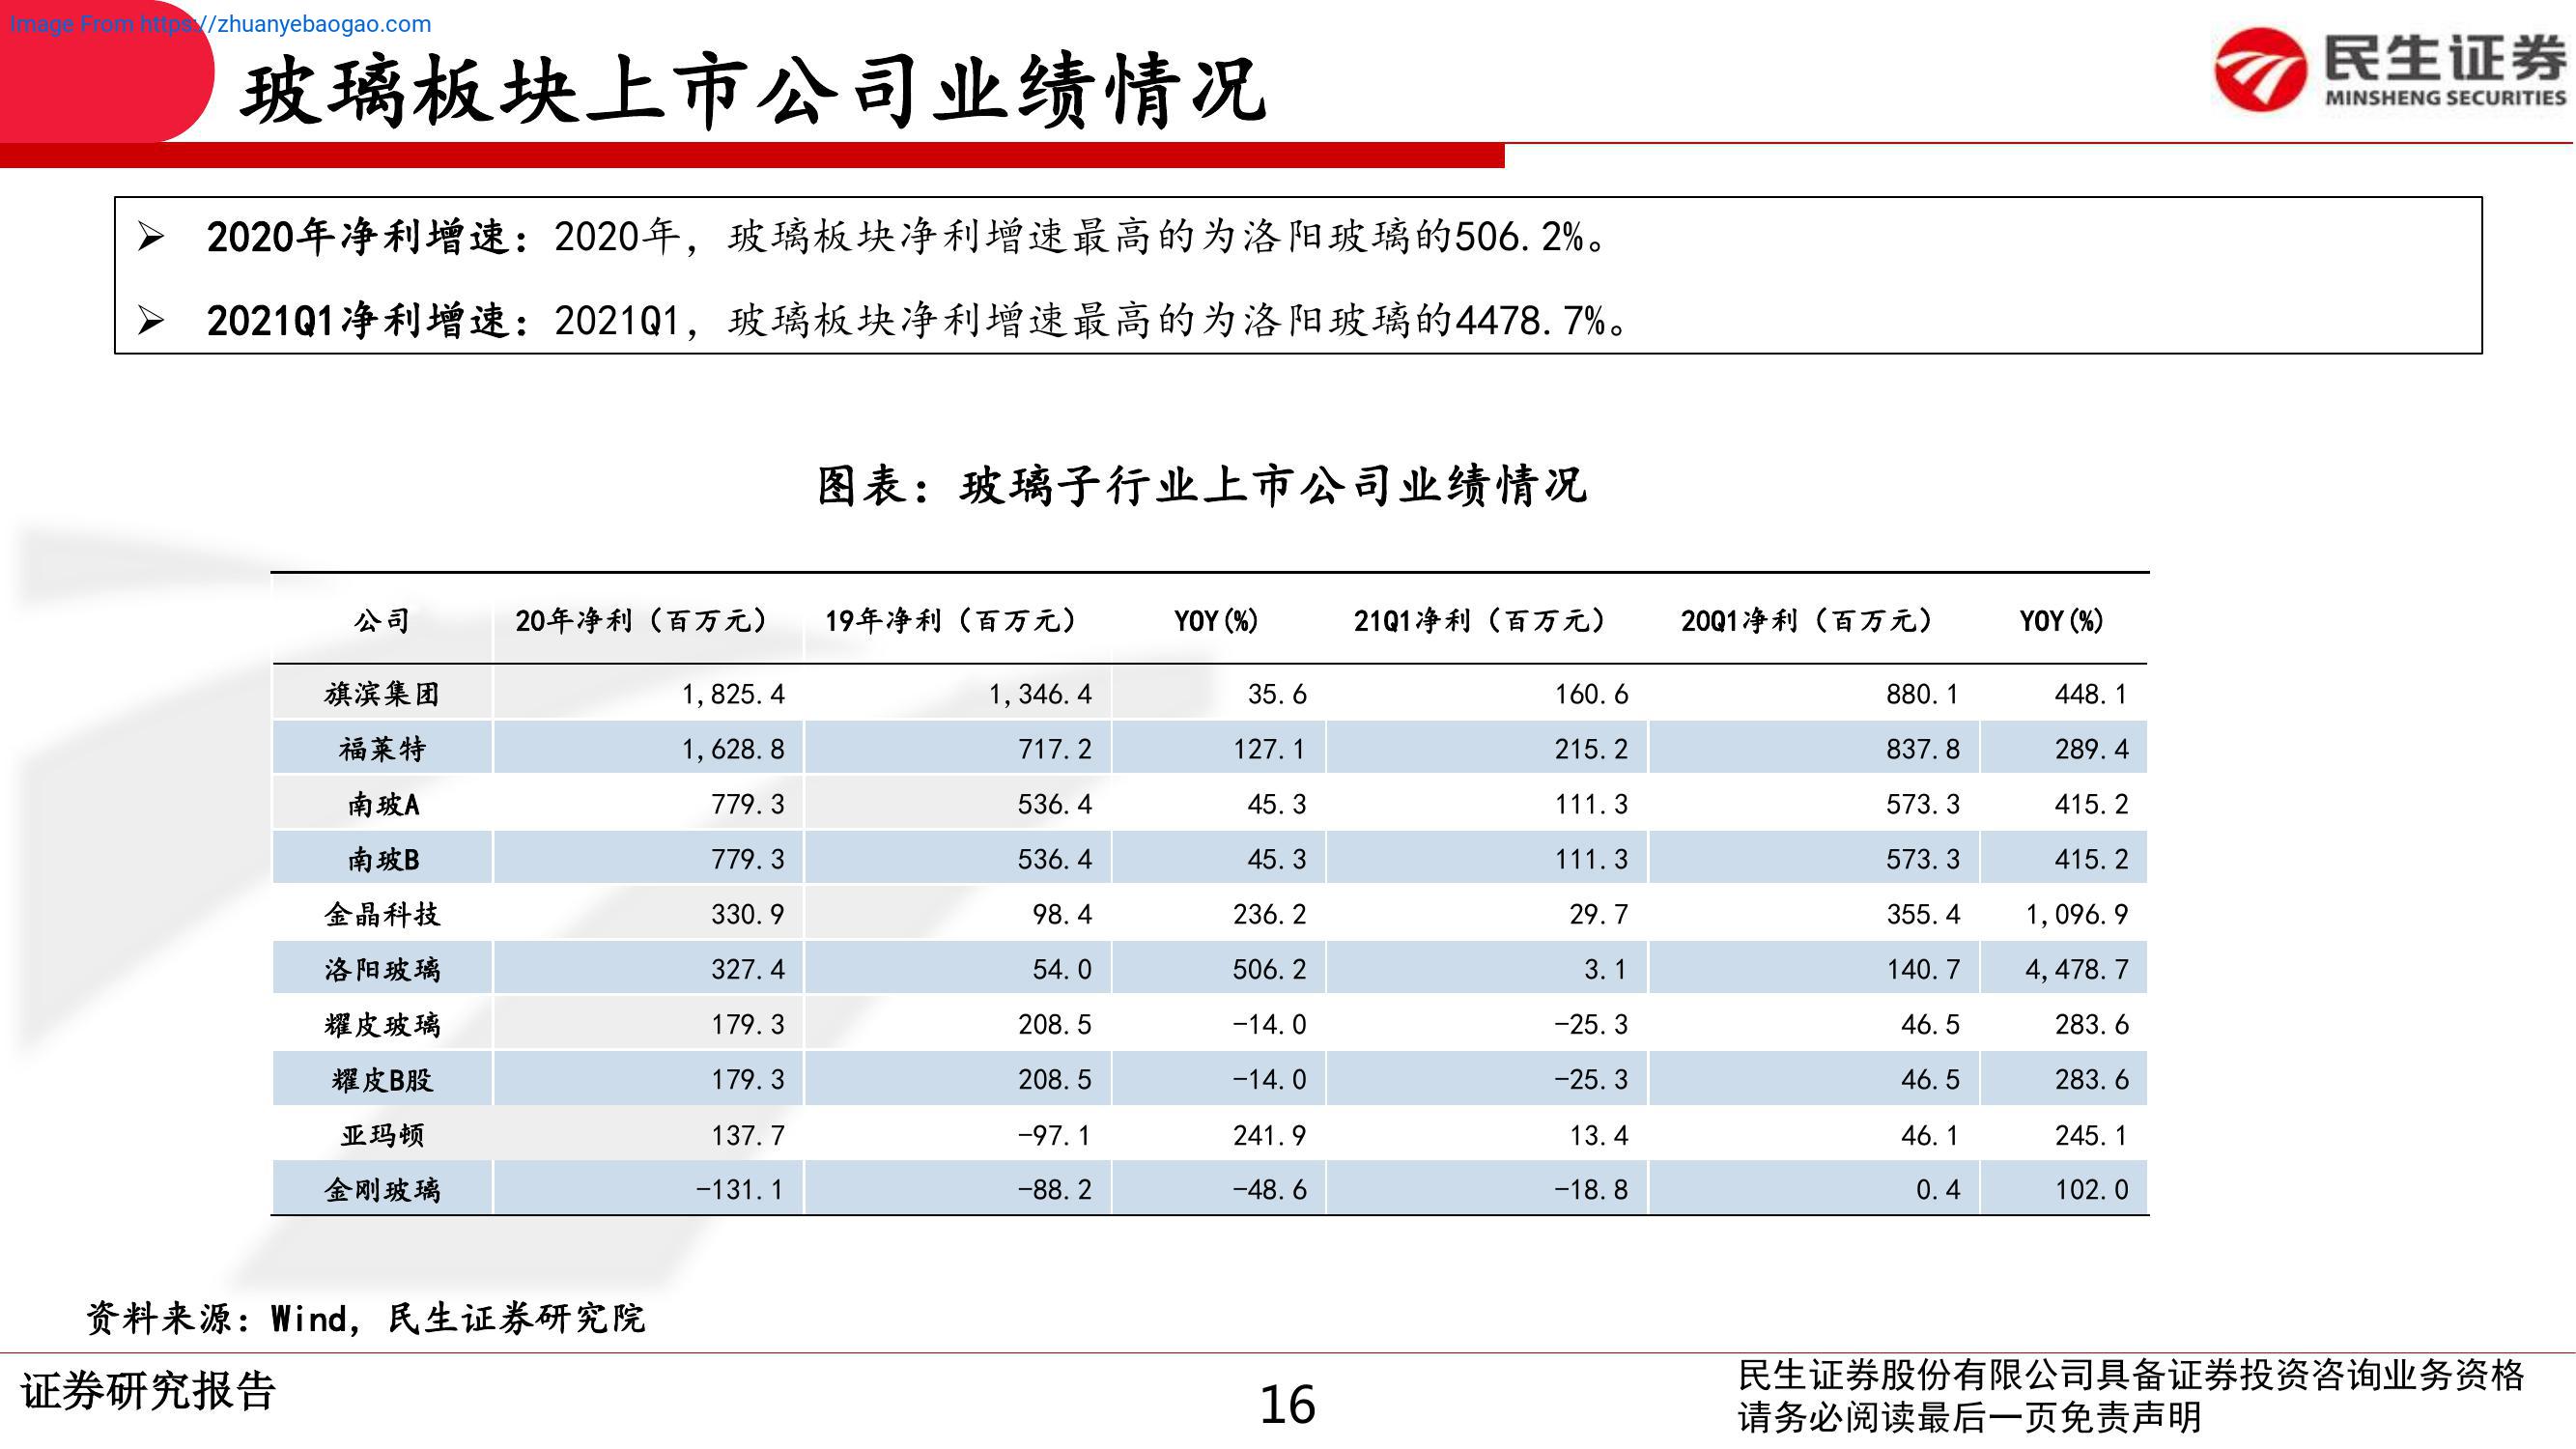 Image From https://zhuanyebaogao.com
玻璃板块上市公司业绩情况
民生证券
MINSHENG SECURITIES
➢ 2020年净利增速：2020年，玻璃板块净利增速最高的为洛阳玻璃的506.2%。
➢ 2021Q1净利增速：2021Q1，玻璃板块净利增速最高的为洛阳玻璃的4478.7%。
图表：玻璃子行业上市公司业绩情况
公司 20年净利（百万元） 19年净利（百万元） YOY(%) 21Q1净利（百万元） 20Q1净利（百万元） YOY(%)
旗滨集团 1,825.4 1,346.4 35.6 160.6 880.1 448.1
福莱特 1,628.8 717.2 127.1 215.2 837.8 289.4
南玻A 779.3 536.4 45.3 111.3 573.3 415.2
南玻B 779.3 536.4 45.3 111.3 573.3 415.2
金晶科技 330.9 98.4 236.2 29.7 355.4 1,096.9
洛阳玻璃 327.4 54.0 506.2 3.1 140.7 4,478.7
耀皮玻璃 179.3 208.5 -14.0 -25.3 46.5 283.6
耀皮B股 179.3 208.5 -14.0 -25.3 46.5 283.6
亚玛顿 137.7 -97.1 241.9 13.4 46.1 245.1
金刚玻璃 -131.1 -88.2 -48.6 -18.8 0.4 102.0
资料来源：Wind，民生证券研究院
证券研究报告
16
民生证券股份有限公司具备证券投资咨询业务资格
请务必阅读最后一页免责声明